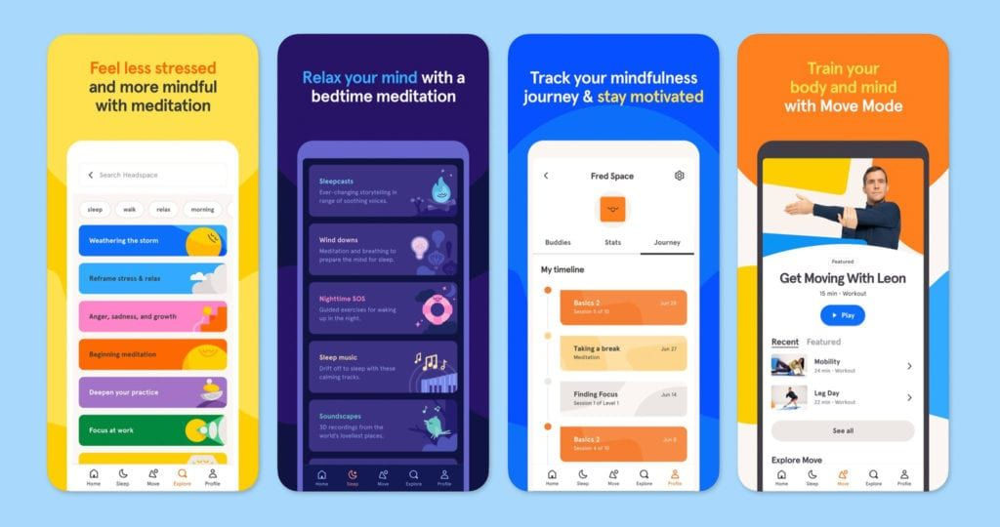 Feel less stressed
and more mindful
with meditation
Search Headspace
sleep
walk
relax
morning
Weathering the storm
Reframe stress & relax
Anger, sadness, and growth
Beginning meditation
Deepen your practice
Focus at work
Home
Sleep
Move
Explore
Profile
Relax your mind with a
bedtime meditation
Sleepcasts
Ever-changing storytelling in
range of soothing voices.
Wind downs
Meditation and breathing to
prepare the mind for sleep.
Nighttime SOS
Guided exercises for waking
up in the night.
Sleep music
Drift off to sleep with these
calming tracks.
Soundscapes
3D recordings from the
world's loveliest places.
Home
Sleep
Move
Explore
Profile
Track your mindfulness
journey & stay motivated
Fred Space
Buddies
Stats
Journey
My timeline
Basics 2
Jun 28
Session 5 of 10
Taking a break
Jun 27
Meditation
Finding Focus
Jun 14
Session 1 of Level 1
Basics 2
Jun 8
Session 4 of 10
Home
Sleep
Move
Explore
Profile
Train your
body and mind
with Move Mode
Featured
Get Moving With Leon
15 min · Workout
Play
Recent
Featured
Mobility
24 min · Workout
Leg Day
22 min · Workout
See all
Explore Move
Home
Sleep
Move
Explore
Profile